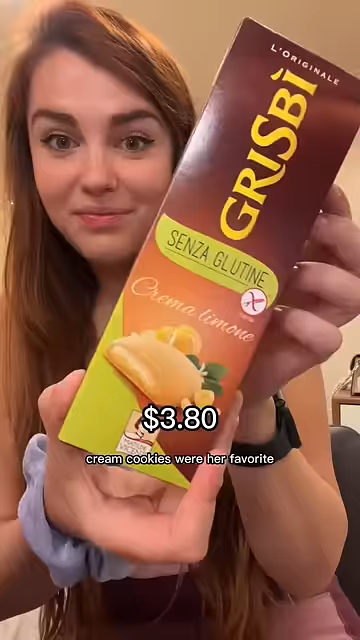 L'ORIGINALE
GRISBÌ
SENZA GLUTINE
Crema limone
$3.80
cream cookies were her favorite